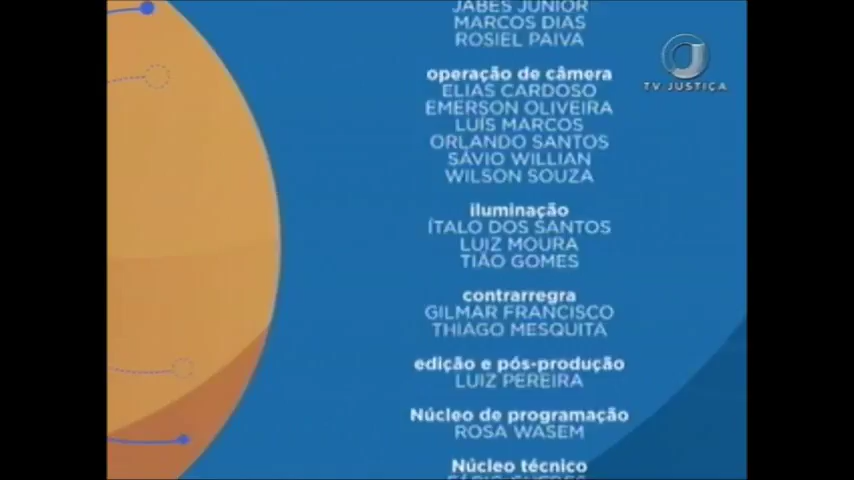 JABES JÚNIOR
MARCOS DIAS
ROSIEL PAIVA
operação de câmera
ELIAS CARDOSO
EMERSON OLIVEIRA
LUÍS MARCOS
ORLANDO SANTOS
SÁVIO WILLIAN
WILSON SOUZA
iluminação
ÍTALO DOS SANTOS
LUIZ MOURA
TIÃO GOMES
contrarregra
GILMAR FRANCISCO
THIAGO MESQUITA
edição e pós-produção
LUIZ PEREIRA
Núcleo de programação
ROSA WASEM
Núcleo técnico
TV JUSTIÇA